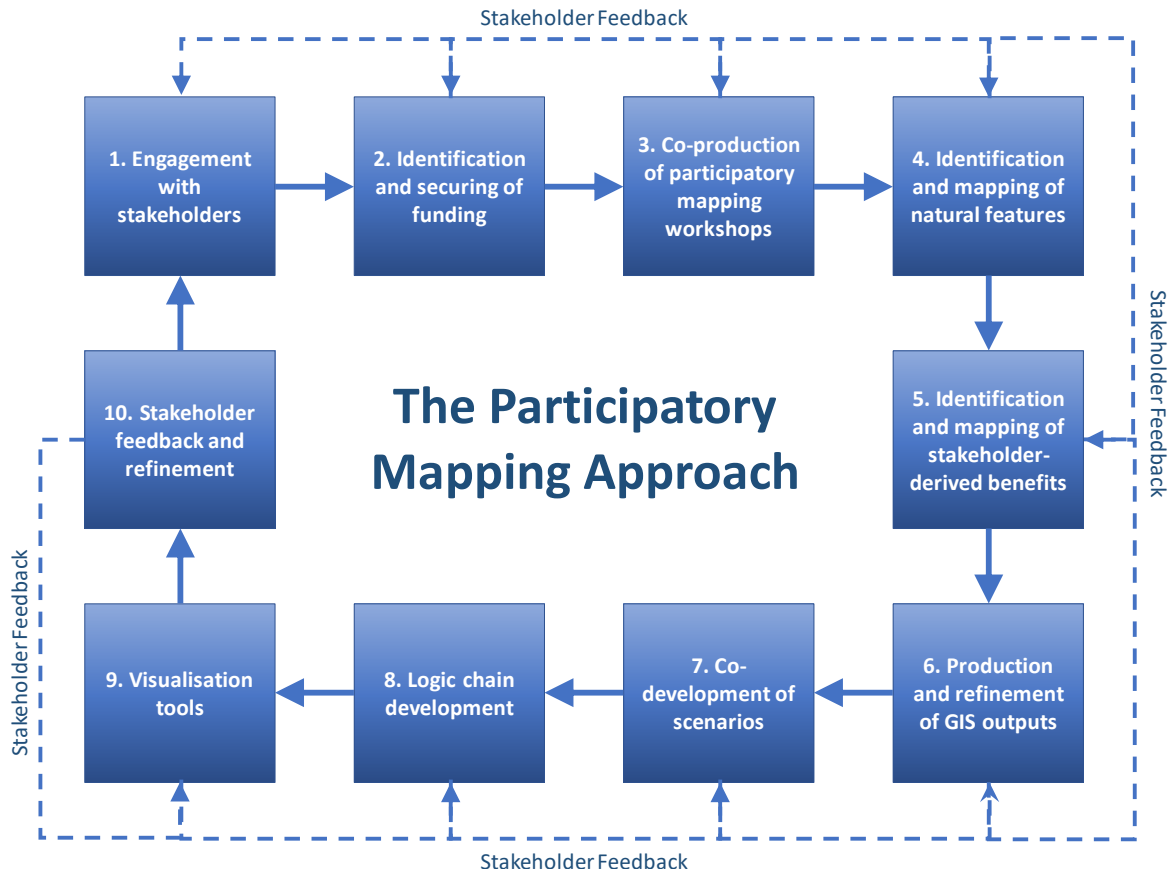 Stakeholder Feedback
1. Engagement
with
stakeholders
2. Identification
and securing of
funding
3. Co-production
of participatory
mapping
workshops
4. Identification
and mapping of
natural features
Stakeholder Feedback
10. Stakeholder
feedback and
refinement
The Participatory
Mapping Approach
5. Identification
and mapping of
stakeholder-
derived benefits
Stakeholder Feedback
9. Visualisation
tools
8. Logic chain
development
7. Co-
development of
scenarios
6. Production
and refinement
of GIS outputs
Stakeholder Feedback